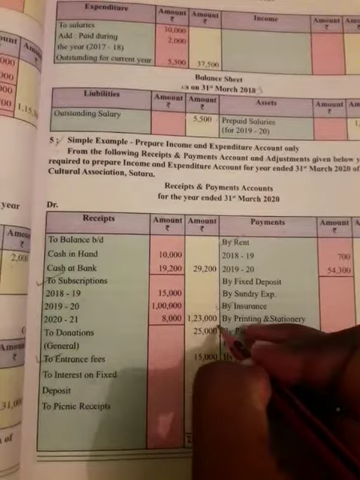 Expenditure Amount ₹ Amount ₹ Income Amount ₹
To salaries 30,000
Add : Paid during 2,000
the year (2017 - 18)
Outstanding for current year 5,500 37,500
Balance Sheet
as on 31st March 2018
Liabilities Amount ₹ Amount ₹ Assets
Outstanding Salary 5,500 Prepaid Salaries
(for 2019 - 20)
5 Simple Example - Prepare Income and Expenditure Account only
From the following Receipts & Payments Account and Adjustments given below
required to prepare Income and Expenditure Account for year ended 31st March 2020 of
Cultural Association, Satara.
Receipts & Payments Accounts
for the year ended 31st March 2020
Dr.
Receipts Amount ₹ Amount ₹ Payments Amount ₹
To Balance b/d By Rent
Cash in Hand 10,000 2018 - 19 700
Cash at Bank 19,200 29,200 2019 - 20 54,300
To Subscriptions By Fixed Deposit
2018 - 19 15,000 By Sundry Exp.
2019 - 20 1,00,000 By Insurance
2020 - 21 8,000 1,23,000 By Printing &Stationery
To Donations 25,000
(General)
To Entrance fees 15,000
To Interest on Fixed
Deposit
To Picnic Receipts
year
of